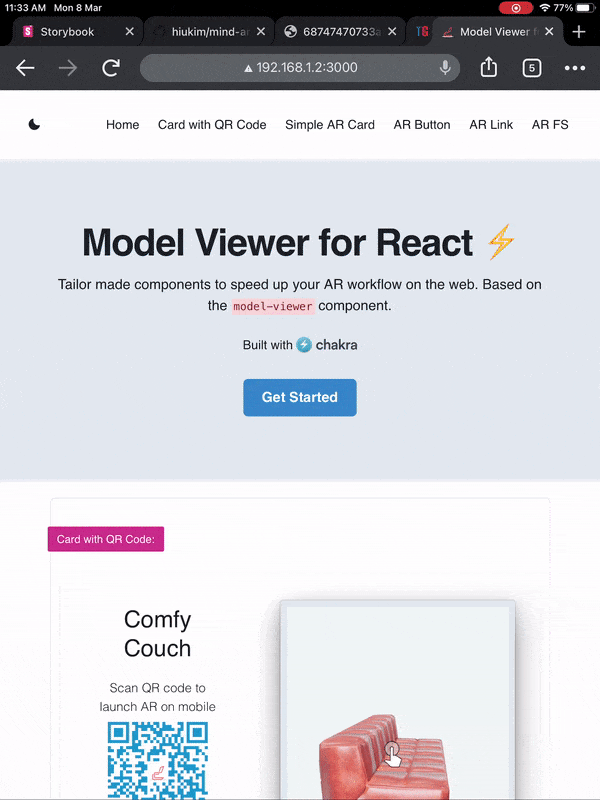 11:33 AM Mon 8 Mar 77%
Storybook
hiukim/mind-ar
68747470733a
TG
Model Viewer f
192.168.1.2:3000
5
Home Card with QR Code Simple AR Card AR Button AR Link AR FS
Model Viewer for React ⚡
Tailor made components to speed up your AR workflow on the web. Based on
the model-viewer component.
Built with chakra
Get Started
Card with QR Code:
Comfy
Couch
Scan QR code to
launch AR on mobile